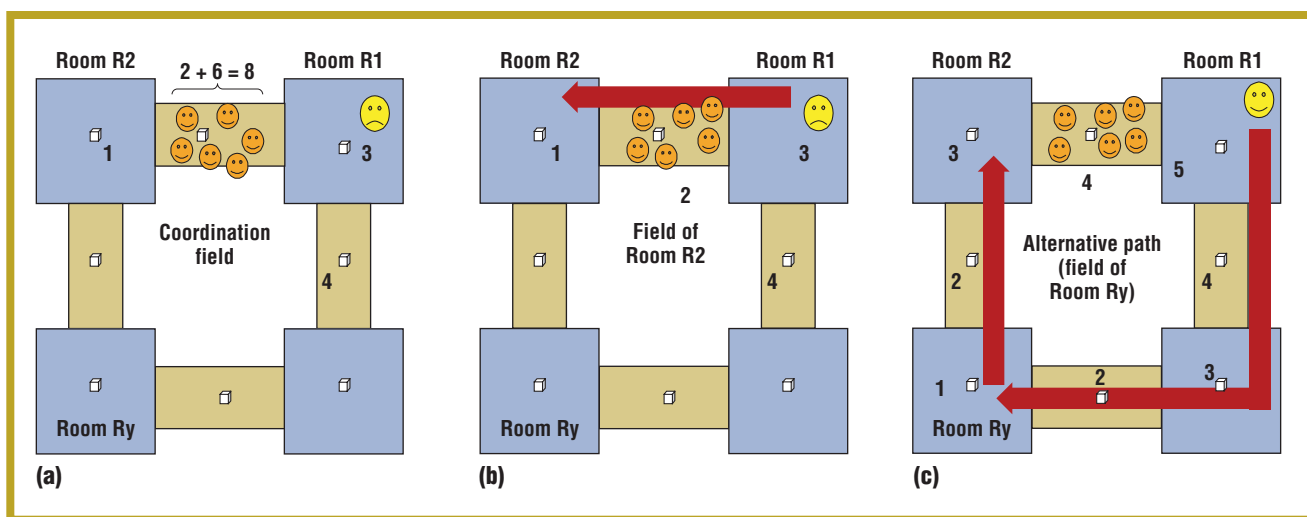 Room R2
Room R1
2 + 6 = 8
1
3
Coordination
field
4
Room Ry
(a)
Room R2
Room R1
1
3
2
Field of
Room R2
4
Room Ry
(b)
Room R2
Room R1
3
5
4
Alternative path
(field of
Room Ry)
2
4
2
3
1
Room Ry
(c)